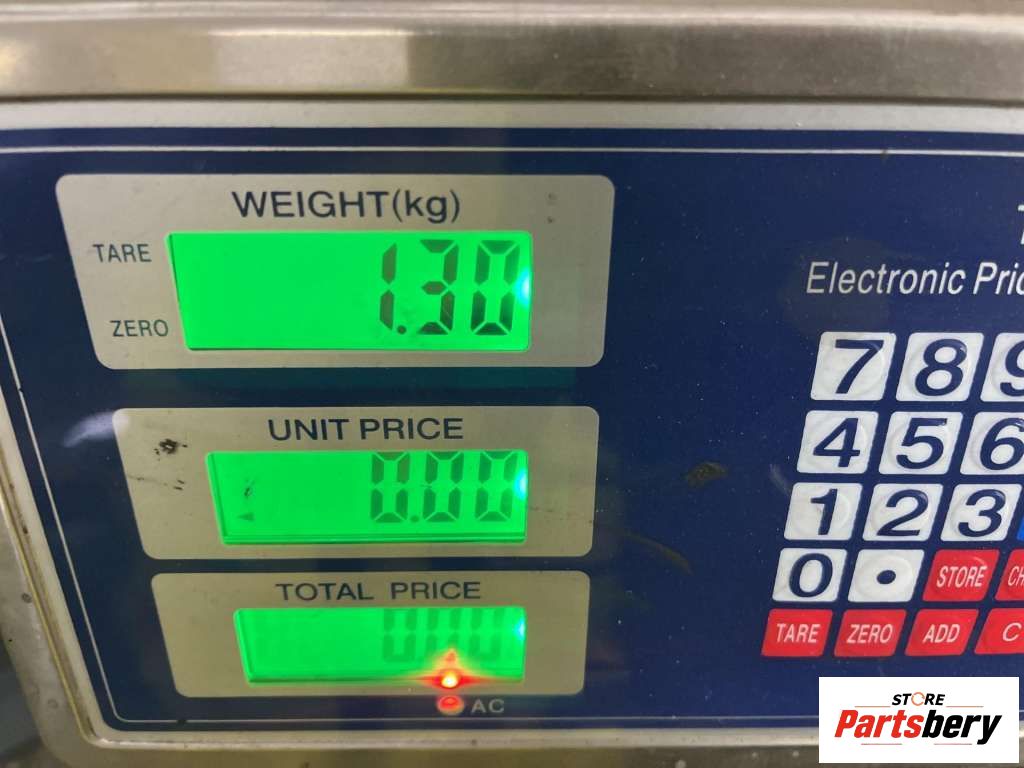 WEIGHT(kg)
TARE
1.30
ZERO
Electronic
UNIT PRICE
0.00
TOTAL PRICE
0.00
AC
7 8 9
4 5 6
1 2 3
0 .
STORE
TARE ZERO ADD C
STORE
Partsbery